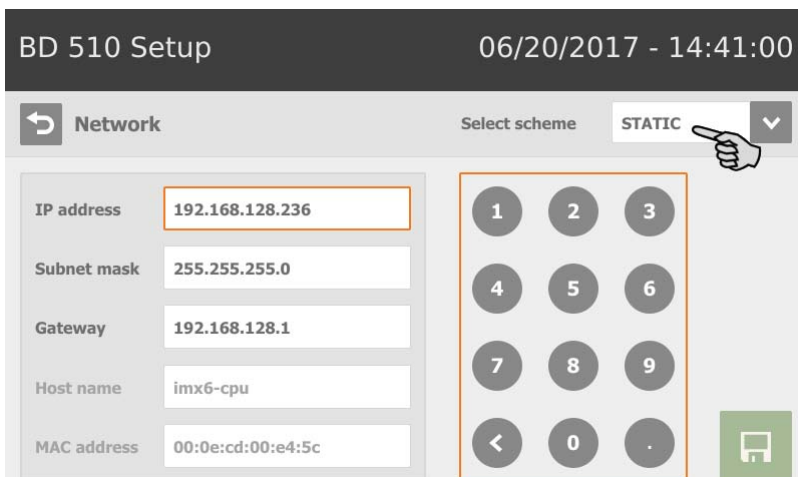 BD 510 Setup 06/20/2017 - 14:41:00
Network Select scheme STATIC
IP address 192.168.128.236
Subnet mask 255.255.255.0
Gateway 192.168.128.1
Host name imx6-cpu
MAC address 00:0e:cd:00:e4:5c
1 2 3
4 5 6
7 8 9
< 0 .